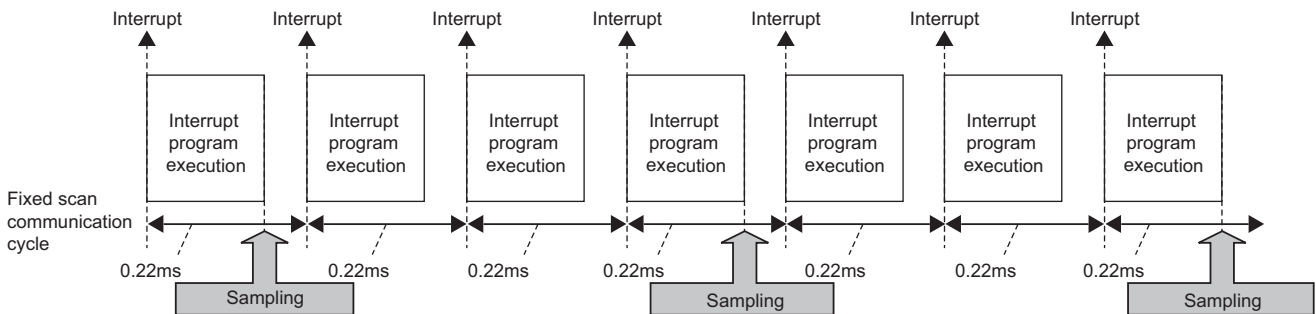 Interrupt Interrupt Interrupt Interrupt Interrupt Interrupt Interrupt
Interrupt Interrupt Interrupt Interrupt Interrupt Interrupt Interrupt
program program program program program program program
execution execution execution execution execution execution execution
Fixed scan
communication
cycle
0.22ms 0.22ms 0.22ms 0.22ms 0.22ms 0.22ms 0.22ms
Sampling Sampling Sampling